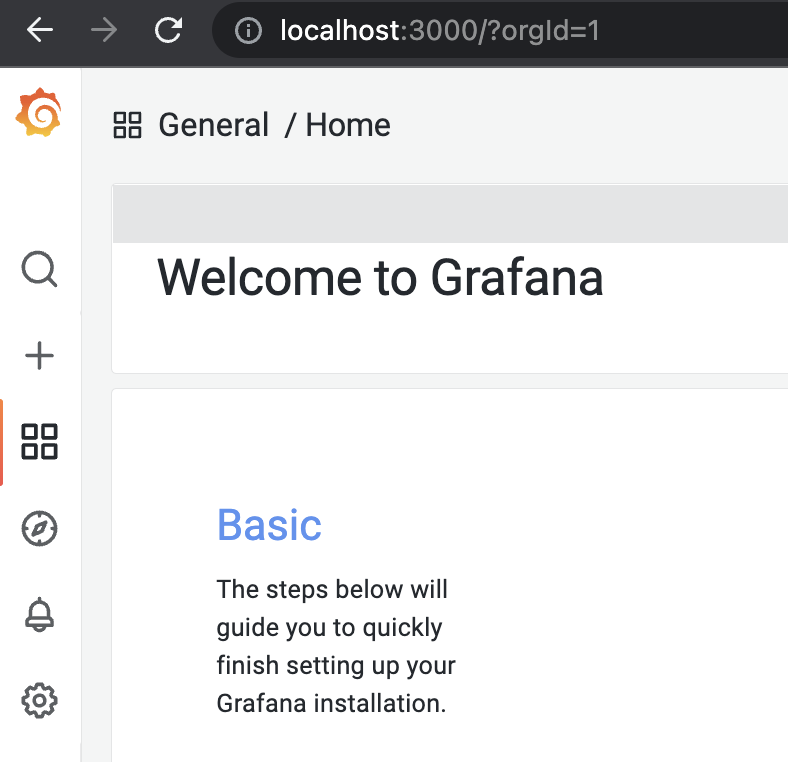 localhost:3000/?orgId=1
General / Home
Welcome to Grafana
Basic
The steps below will
guide you to quickly
finish setting up your
Grafana installation.